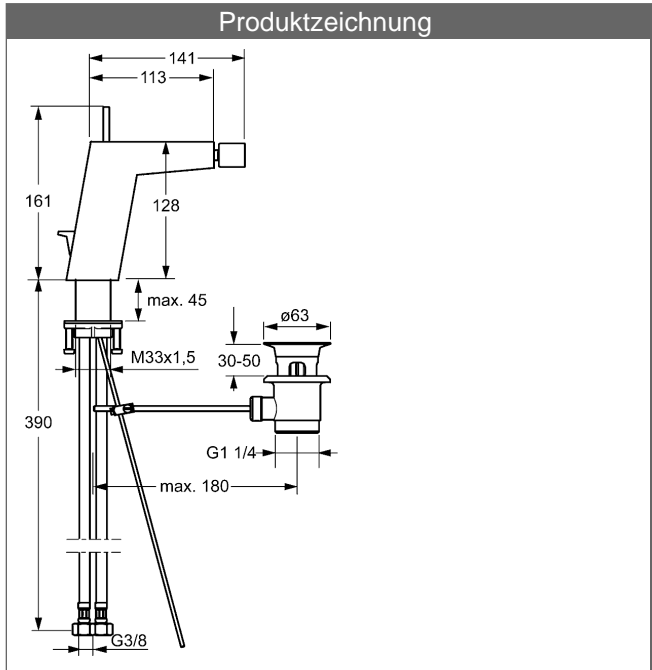 Produktzeichnung
141
113
161
128
max. 45
ø63
30-50
M33x1,5
390
G1 1/4
max. 180
G3/8